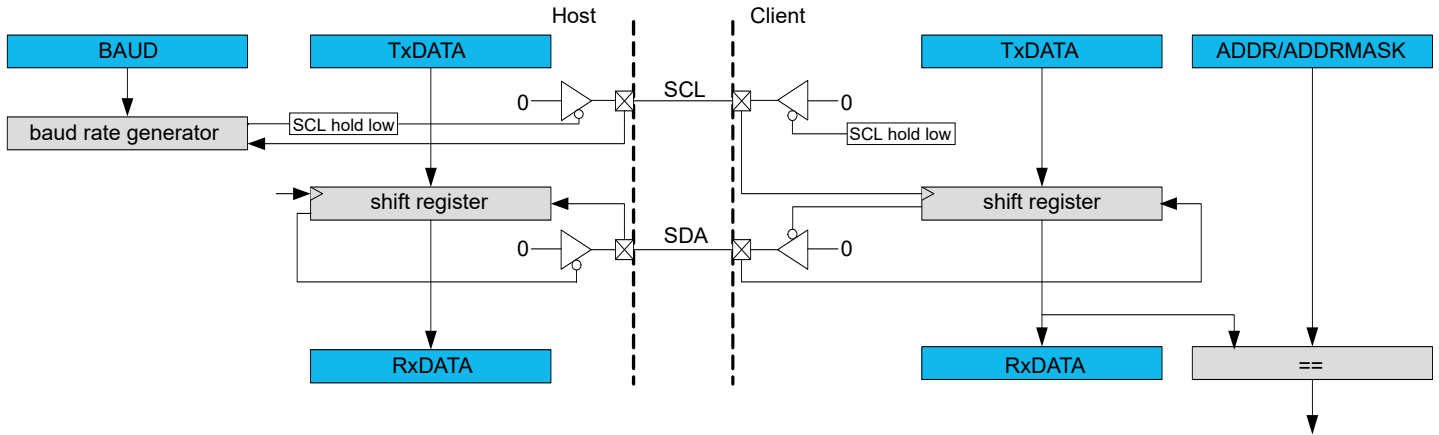 Host
Client
BAUD
TxDATA
TxDATA
ADDR/ADDRMASK
SCL
0
0
baud rate generator
SCL hold low
SCL hold low
shift register
shift register
SDA
0
0
RxDATA
RxDATA
==